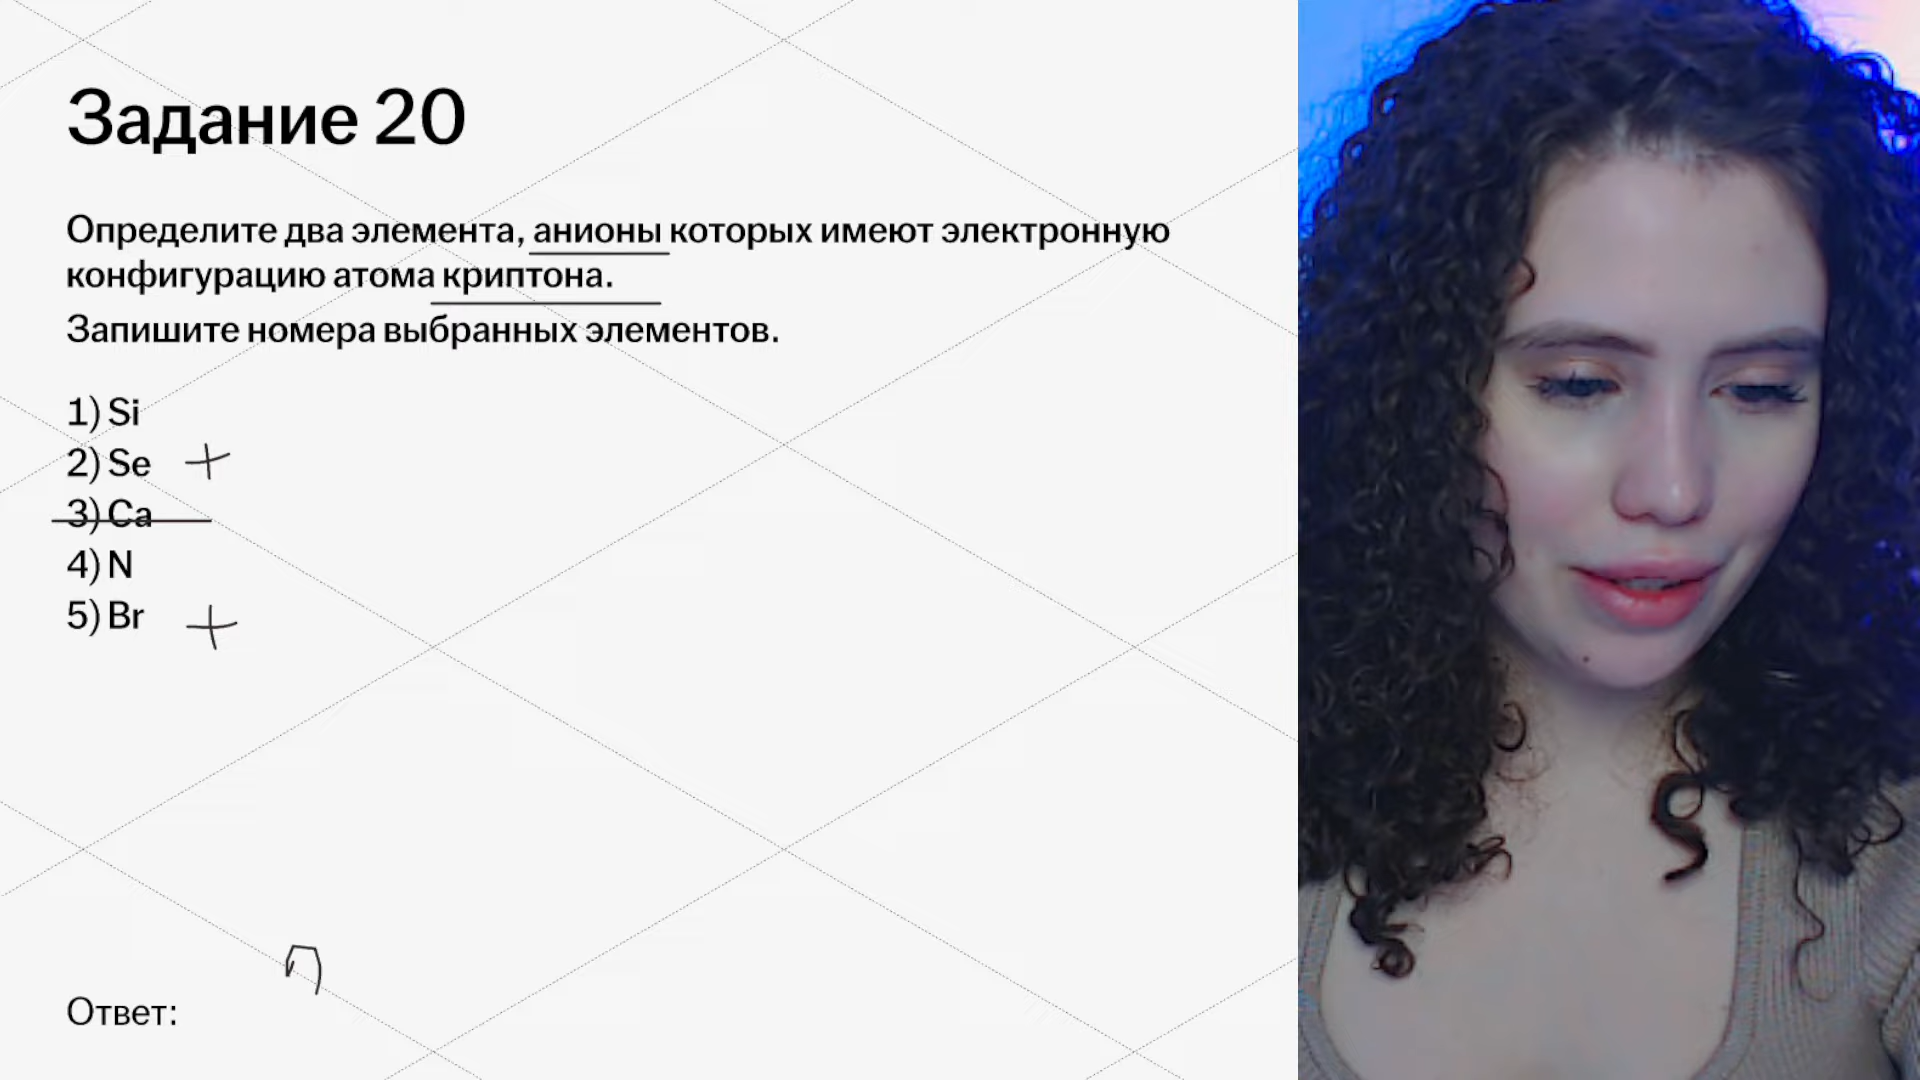 Задание 20
Определите два элемента, анионы которых имеют электронную
конфигурацию атома криптона.
Запишите номера выбранных элементов.
1) Si
2) Se +
3) Ca
4) N
5) Br +
Ответ: